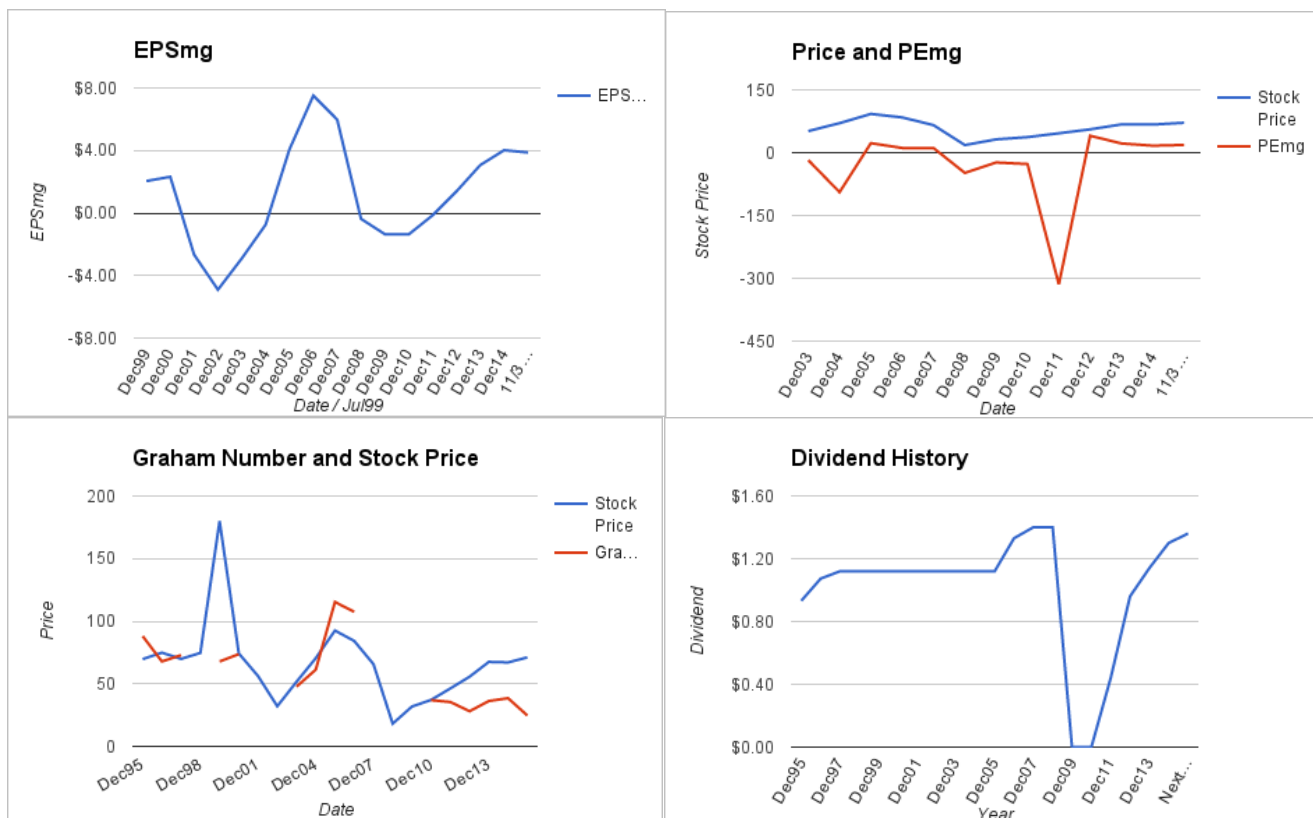 EPSmg
$8.00
$4.00
$0.00
-$4.00
-$8.00
EPSmg
Dec99
Dec00
Dec01
Dec02
Dec03
Dec04
Dec05
Dec06
Dec07
Dec08
Dec09
Dec10
Dec11
Dec12
Dec13
Dec14
11/3...
Date / Jul99
EPS...
Price and PEmg
150
0
-150
-300
-450
Stock Price
Dec03
Dec04
Dec05
Dec06
Dec07
Dec08
Dec09
Dec10
Dec11
Dec12
Dec13
Dec14
11/3...
Date
Stock
Price
PEmg
Graham Number and Stock Price
200
150
100
50
0
Price
Dec95
Dec98
Dec01
Dec04
Dec07
Dec10
Dec13
Date
Stock
Price
Gra...
Dividend History
$1.60
$1.20
$0.80
$0.40
$0.00
Dividend
Dec95
Dec97
Dec99
Dec01
Dec03
Dec05
Dec07
Dec09
Dec11
Dec13
Next...
Year